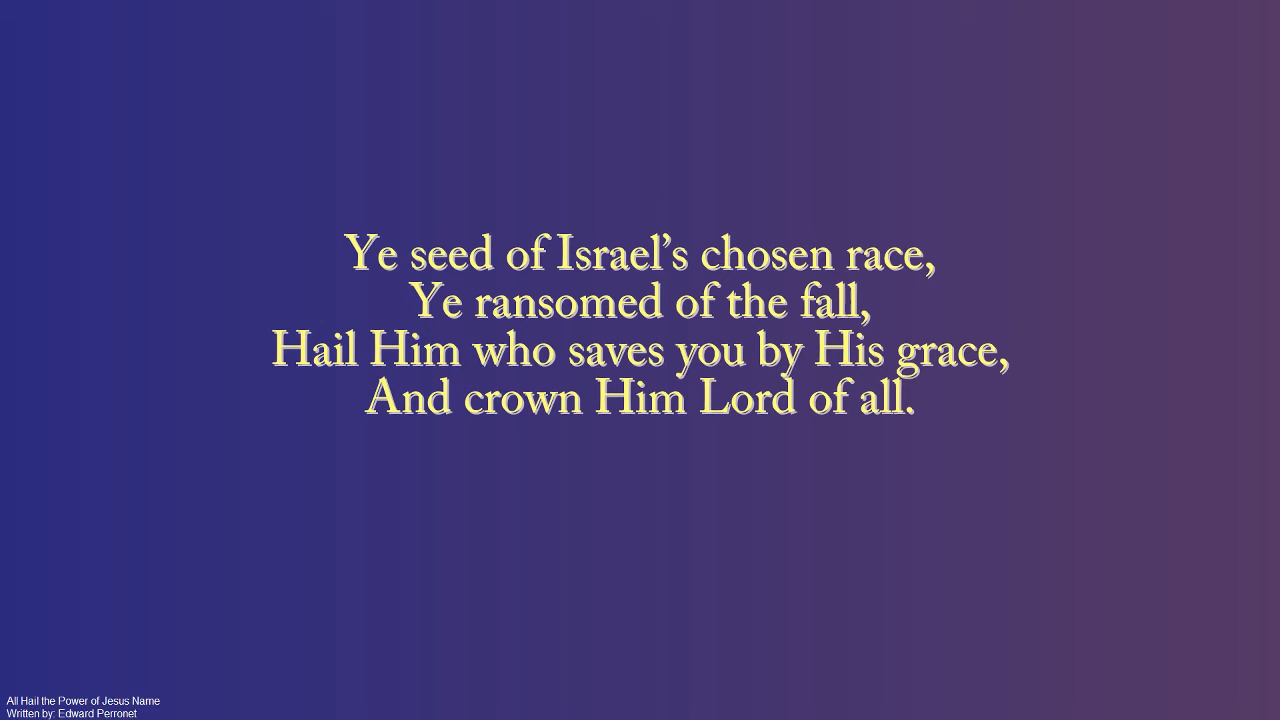 Ye seed of Israel’s chosen race,
Ye ransomed of the fall,
Hail Him who saves you by His grace,
And crown Him Lord of all.
All Hail the Power of Jesus Name
Written by: Edward Perronet